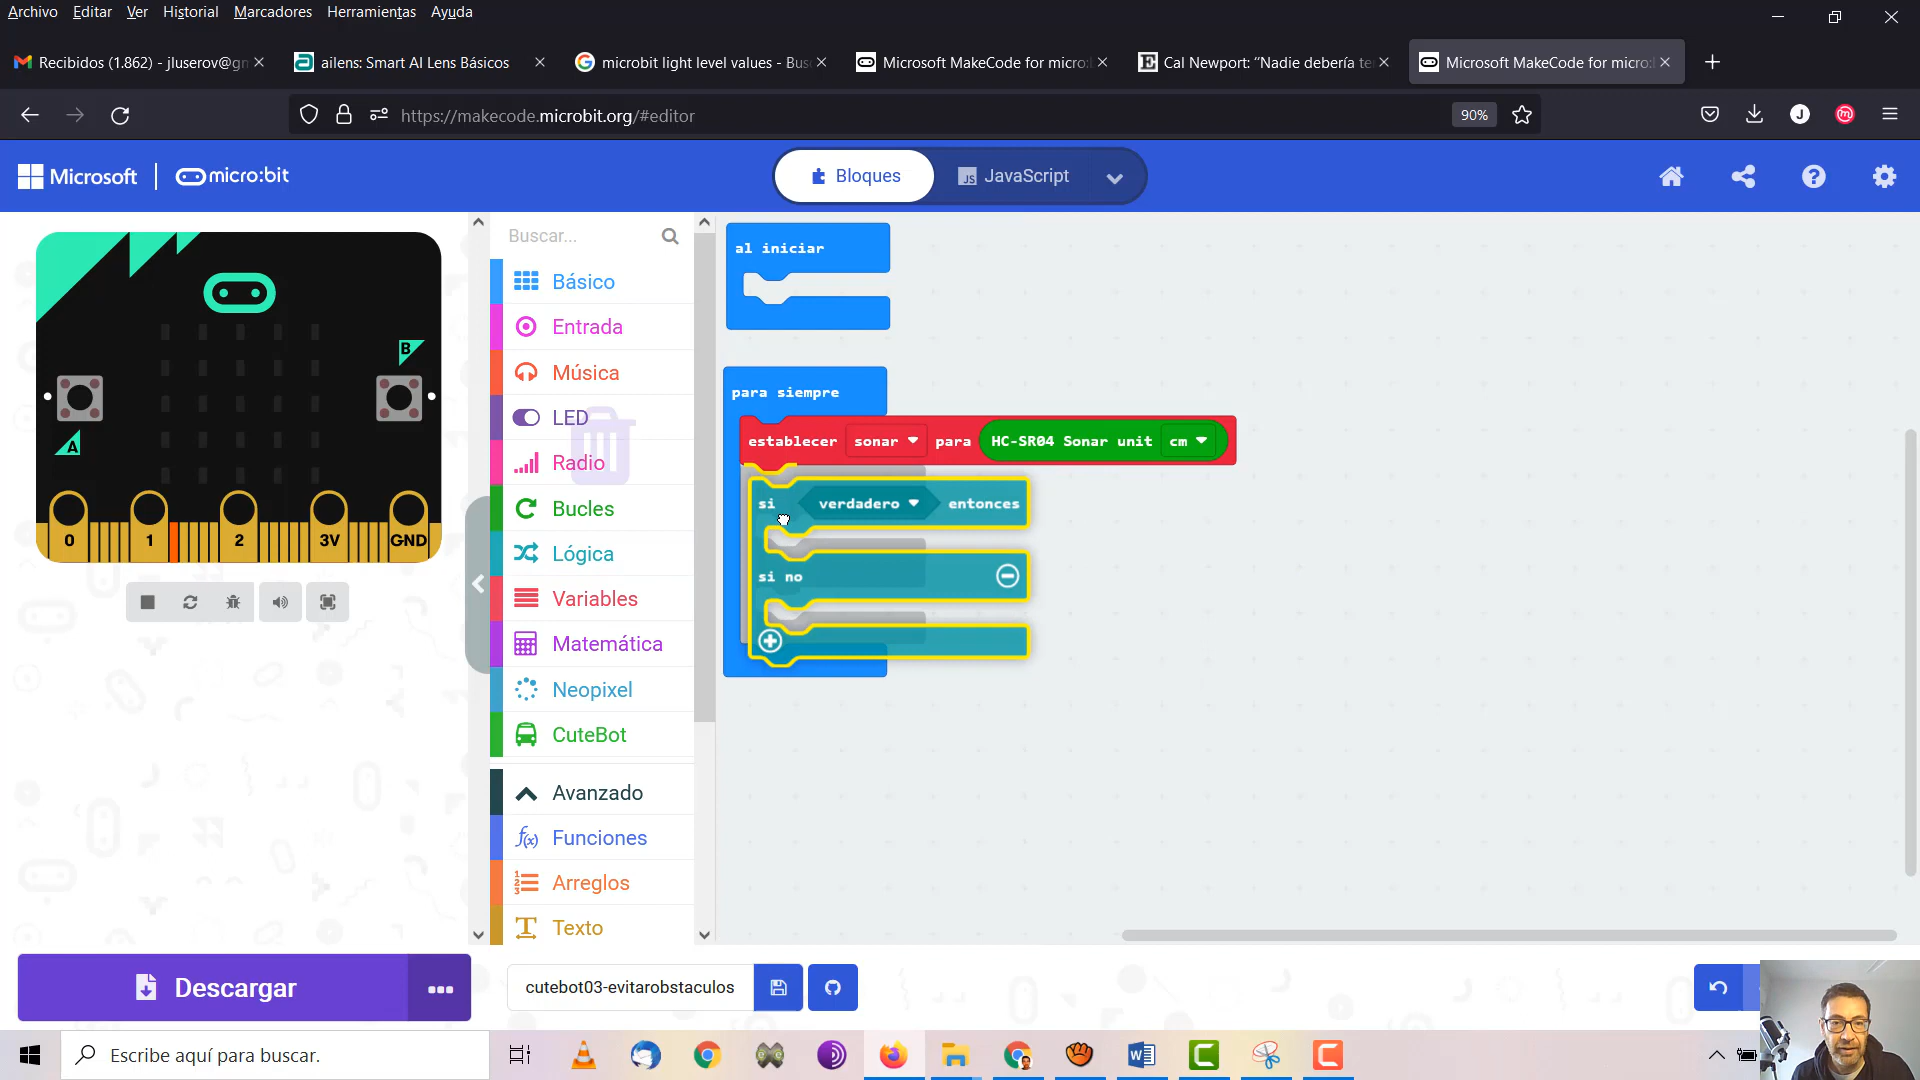 Archivo Editar Ver Historial Marcadores Herramientas Ayuda
Recibidos (1.862) - jluserov@gm
ailens: Smart AI Lens Básicos
microbit light level values - Bus
Microsoft MakeCode for micro:
Cal Newport: “Nadie debería te
Microsoft MakeCode for micro:
https://makecode.microbit.org/#editor
90%
J
Microsoft
micro:bit
Bloques
JS
JavaScript
Buscar...
Básico
Entrada
Música
LED
Radio
Bucles
Lógica
Variables
Matemática
Neopixel
CuteBot
Avanzado
Funciones
Arreglos
Texto
B
A
0 1 2 3V GND
al iniciar
para siempre
establecer sonar para HC-SR04 Sonar unit cm
si verdadero entonces
si no
Descargar
cutebot03-evitarobstaculos
Escribe aquí para buscar.